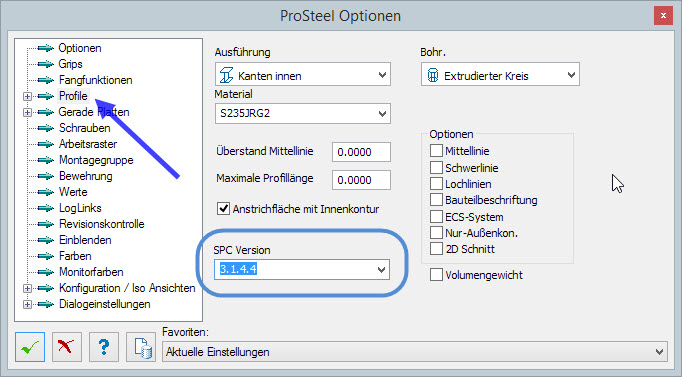 ProSteel Optionen
x
Optionen
Grips
Fangfunktionen
Profile
Gerade Platten
Schrauben
Arbeitsraster
Montagegruppe
Bewehrung
Werte
LogLinks
Revisionskontrolle
Einblenden
Farben
Monitorfarben
Konfiguration / Iso Ansichten
Dialogeinstellungen
Ausführung
Kanten innen
Material
S235JRG2
Überstand Mittellinie 0.0000
Maximale Profillänge 0.0000
Anstrichfläche mit Innenkontur
SPC Version
3.1.4.4
Bohr.
Extrudierter Kreis
Optionen
Mittellinie
Schwerlinie
Lochlinien
Bauteilbeschriftung
ECS-System
Nur-Außenkon.
2D Schnitt
Volumengewicht
?
Favoriten:
Aktuelle Einstellungen